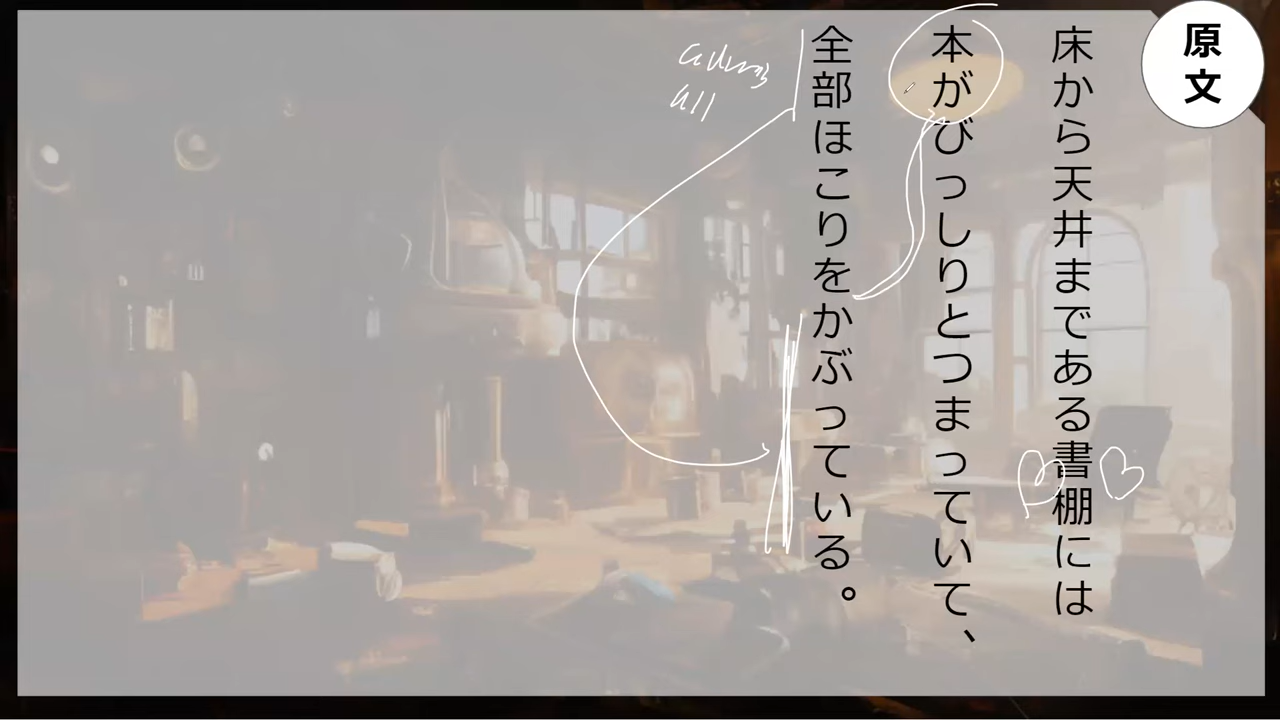 原文
床から天井まである書棚には
本がびっしりとつまっていて、
全部ほこりをかぶっている。
all